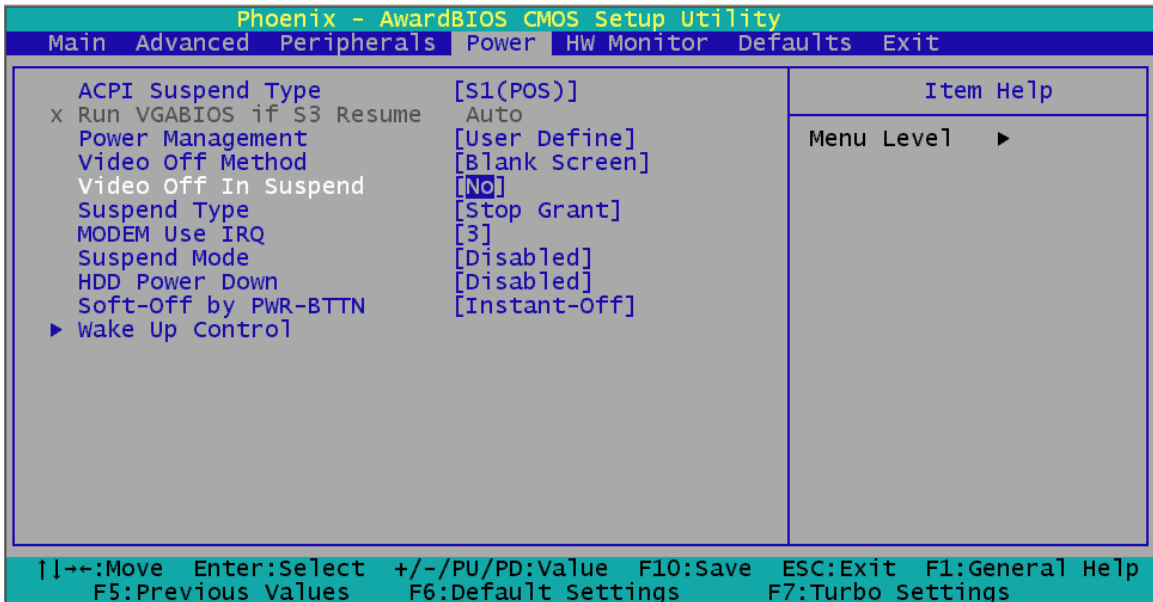 Phoenix - AwardBIOS CMOS Setup Utility
Main Advanced Peripherals Power HW Monitor Defaults Exit
ACPI Suspend Type [S1(POS)]
x Run VGABIOS if S3 Resume Auto
Power Management [User Define]
Video Off Method [Blank Screen]
Video Off In Suspend [No]
Suspend Type [Stop Grant]
MODEM Use IRQ [3]
Suspend Mode [Disabled]
HDD Power Down [Disabled]
Soft-Off by PWR-BTTN [Instant-Off]
▶ Wake Up Control
Item Help
Menu Level ▶
↑↓→←:Move Enter:Select +/-/PU/PD:Value F10:Save ESC:Exit F1:General Help
F5:Previous Values F6:Default Settings F7:Turbo Settings